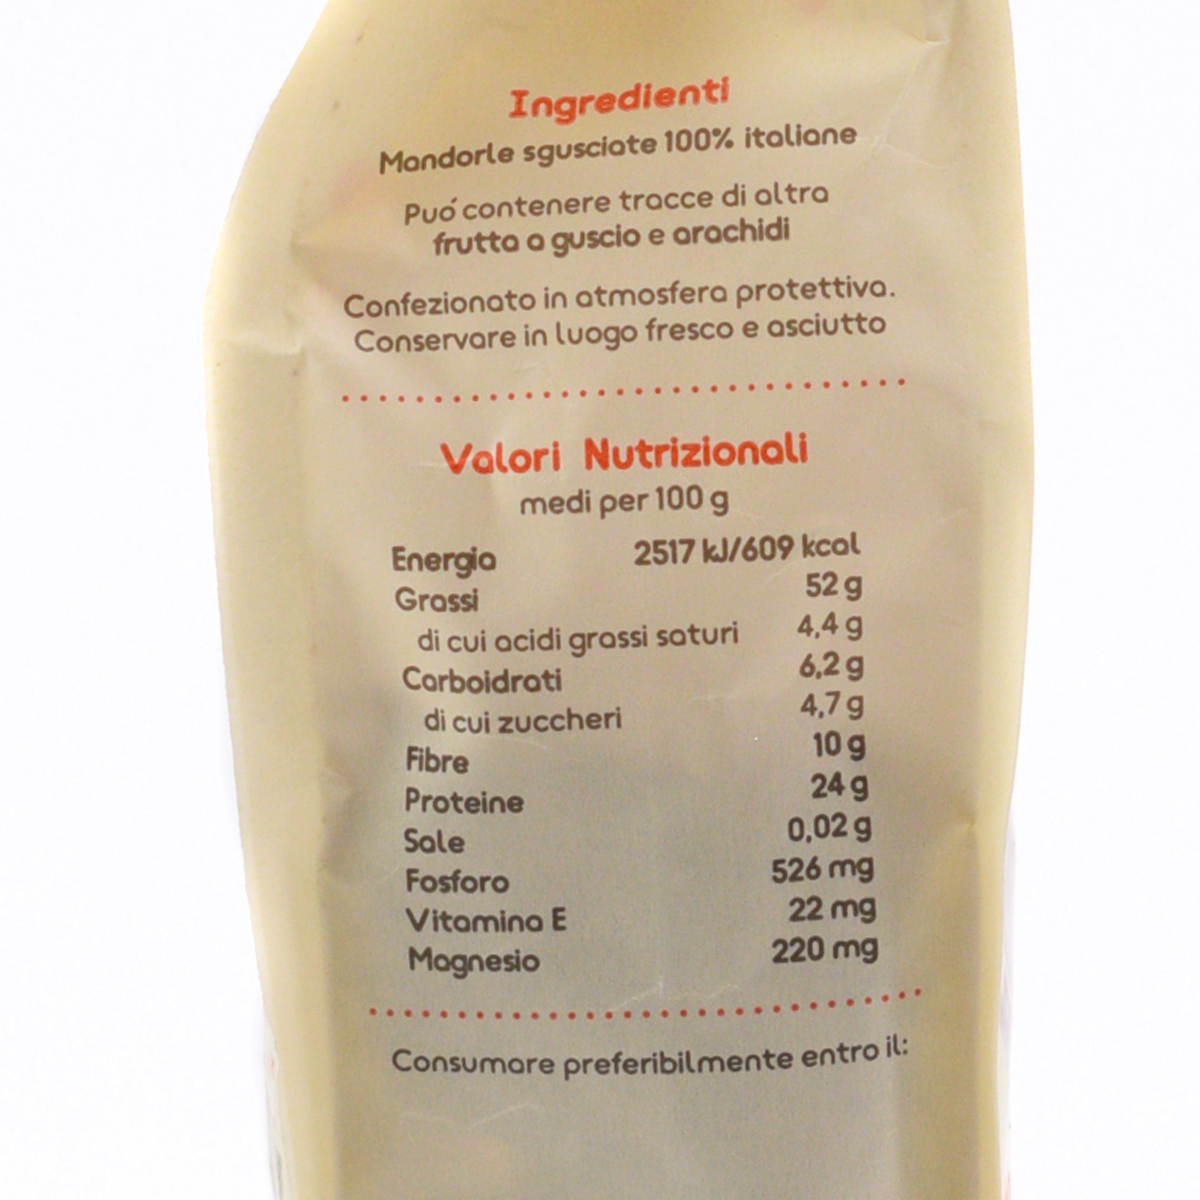 Ingredienti
Mandorle sgusciate 100% italiane
Puó contenere tracce di altra
frutta a guscio e arachidi
Confezionato in atmosfera protettiva.
Conservare in luogo fresco e asciutto
Valori Nutrizionali
medi per 100 g
Energia 2517 kJ/609 kcal
Grassi 52 g
di cui acidi grassi saturi 4,4 g
Carboidrati 6,2 g
di cui zuccheri 4,7 g
Fibre 10 g
Proteine 24 g
Sale 0,02 g
Fosforo 526 mg
Vitamina E 22 mg
Magnesio 220 mg
Consumare preferibilmente entro il: